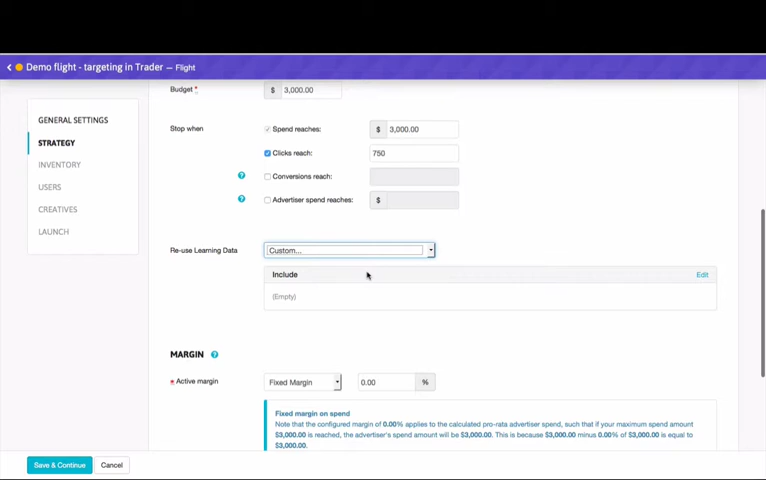 Demo flight - targeting in Trader — Flight
GENERAL SETTINGS
STRATEGY
INVENTORY
USERS
CREATIVES
LAUNCH
Budget * $ 3,000.00
Stop when Spend reaches: $ 3,000.00
Clicks reach: 750
? Conversions reach:
? Advertiser spend reaches: $
Re-use Learning Data Custom...
Include Edit
(Empty)
MARGIN ?
* Active margin Fixed Margin 0.00 %
Fixed margin on spend
Note that the configured margin of 0.00% applies to the calculated pro-rata advertiser spend, such that if your maximum spend amount
$3,000.00 is reached, the advertiser's spend amount will be $3,000.00. This is because $3,000.00 minus 0.00% of $3,000.00 is equal to
$3,000.00.
Save & Continue Cancel